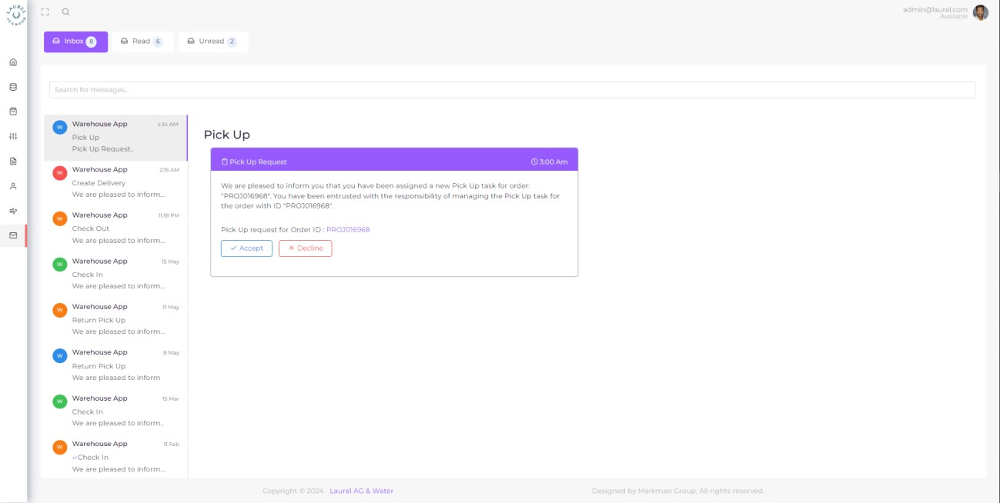 LAUREL
AG&WATER
admin@laurel.com
Available
Inbox 8
Read 6
Unread 2
Search for messages...
W
Warehouse App 4:14 AM
Pick Up
Pick Up Request..
W
Warehouse App 2:15 AM
Create Delivery
We are pleased to inform...
W
Warehouse App 11:18 PM
Check Out
We are pleased to inform...
W
Warehouse App 15 May
Check In
We are pleased to inform...
W
Warehouse App 11 May
Return Pick Up
We are pleased to inform...
W
Warehouse App 8 May
Return Pick Up
We are pleased to inform
W
Warehouse App 15 Mar
Check In
We are pleased to inform..
W
Warehouse App 11 Feb
✓Check In
We are pleased to inform...
Pick Up
Pick Up Request 3:00 Am
We are pleased to inform you that you have been assigned a new Pick Up task for order:
"PROJ016968". You have been entrusted with the responsibility of managing the Pick Up task for
the order with ID "PROJ016968".
Pick Up request for Order ID : PROJ016968
✓ Accept
✕ Decline
Copyright © 2024 Laurel AG & Water
Designed by Markman Group, All rights reserved.